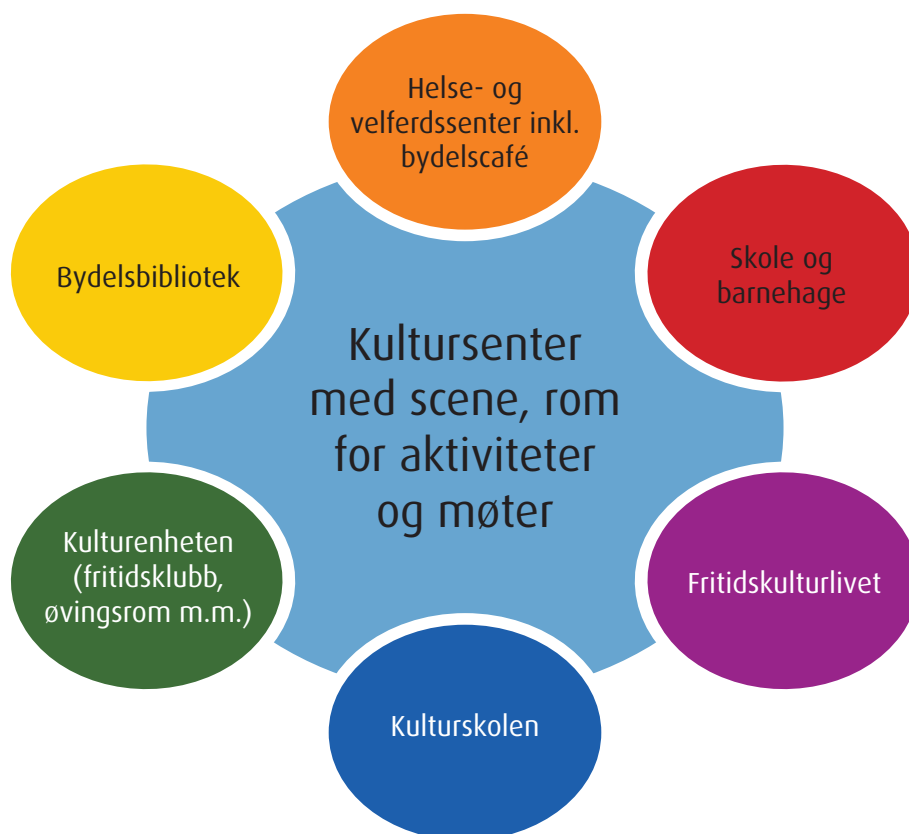 Helse- og
velferdssenter inkl.
bydelscafé
Bydelsbibliotek
Skole og
barnehage
Kultursenter
med scene, rom
for aktiviteter
og møter
Kulturenheten
(fritidsklubb,
øvingsrom m.m.)
Fritidskulturlivet
Kulturskolen